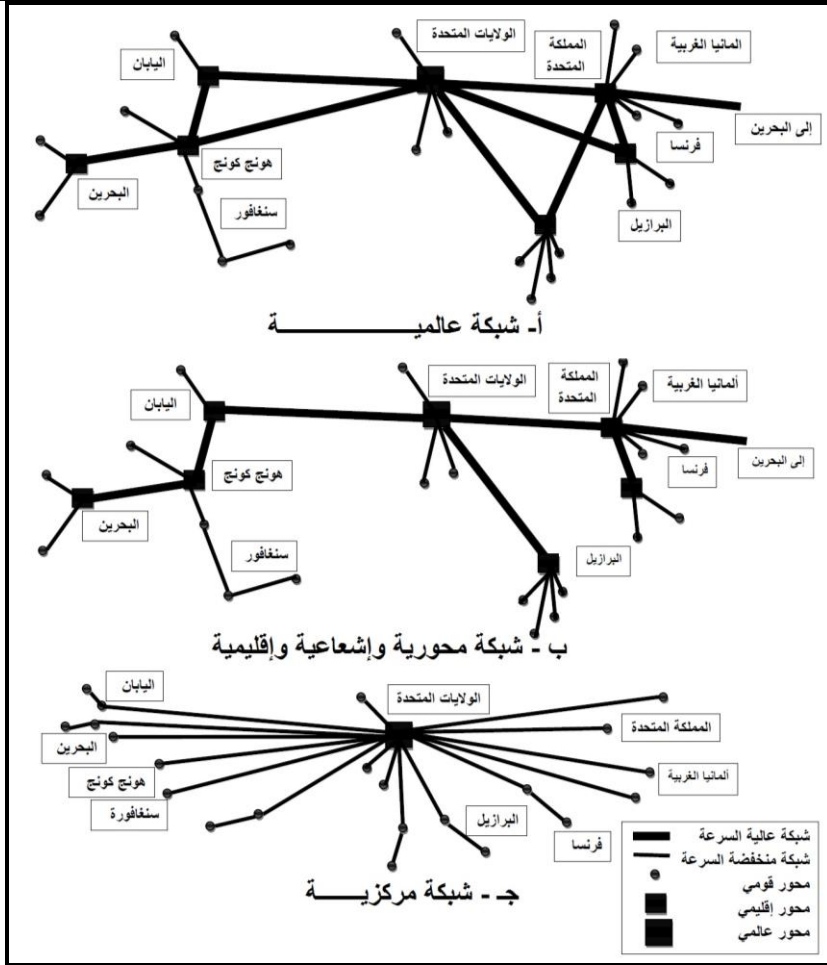 الولايات المتحدة
المملكة
المتحدة
المانيا الغربية
اليابان
إلى البحرين
فرنسا
هونج كونج
البحرين
سنغافور
البرازيل
أ- شبكة عالميـــــــــــــة
الولايات المتحدة
المملكة
المتحدة
ألمانيا الغربية
اليابان
إلى البحرين
فرنسا
هونج كونج
البحرين
سنغافور
البرازيل
ب - شبكة محورية وإشعاعية وإقليمية
الولايات المتحدة
اليابان
المملكة المتحدة
البحرين
هونج كونج
ألمانيا الغربية
سنغافورة
البرازيل
فرنسا
جـ - شبكة مركزيـــــة
شبكة عالية السرعة
شبكة منخفضة السرعة
محور قومي
محور إقليمي
محور عالمي